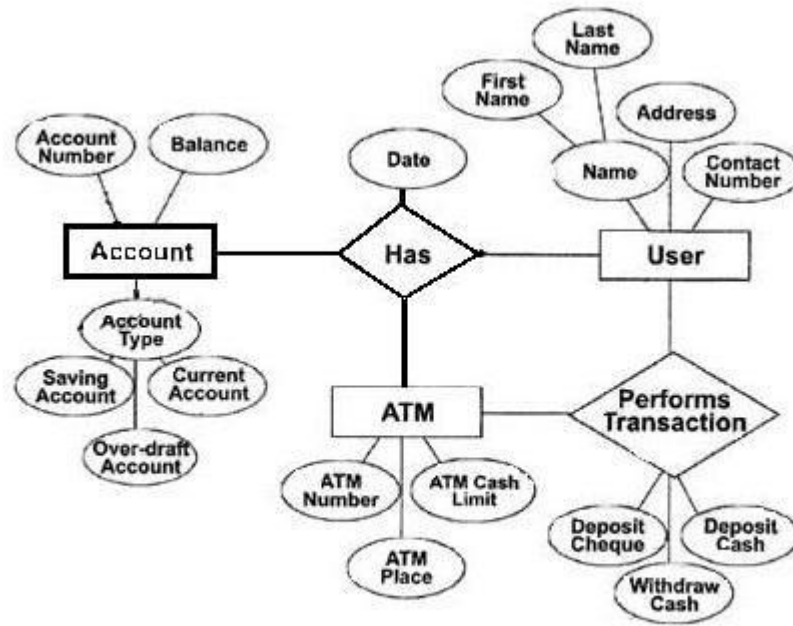 Last
Name
First
Name
Address
Account
Number
Balance
Date
Name
Contact
Number
Account
Has
User
Account
Type
Saving
Account
Current
Account
ATM
Performs
Transaction
Over-draft
Account
ATM
Number
ATM Cash
Limit
Deposit
Cheque
Deposit
Cash
ATM
Place
Withdraw
Cash